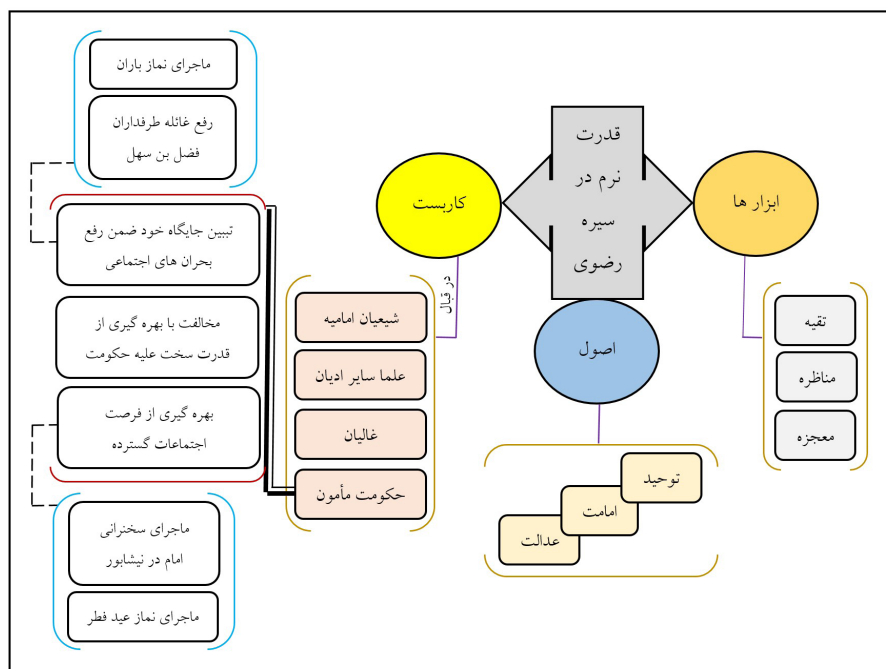 قدرت
نرم در
سیره
رضوی
ابزار ها
تقیه
مناظره
معجزه
اصول
توحید
امامت
عدالت
کاربست
در قبال
شیعیان امامیه
علما سایر ادیان
غالیان
حکومت مأمون
ماجرای نماز باران
رفع غائله طرفداران
فضل بن سهل
تبیین جایگاه خود ضمن رفع
بحران های اجتماعی
مخالفت با بهره گیری از
قدرت سخت علیه حکومت
بهره گیری از فرصت
اجتماعات گسترده
ماجرای سخنرانی
امام در نیشابور
ماجرای نماز عید فطر